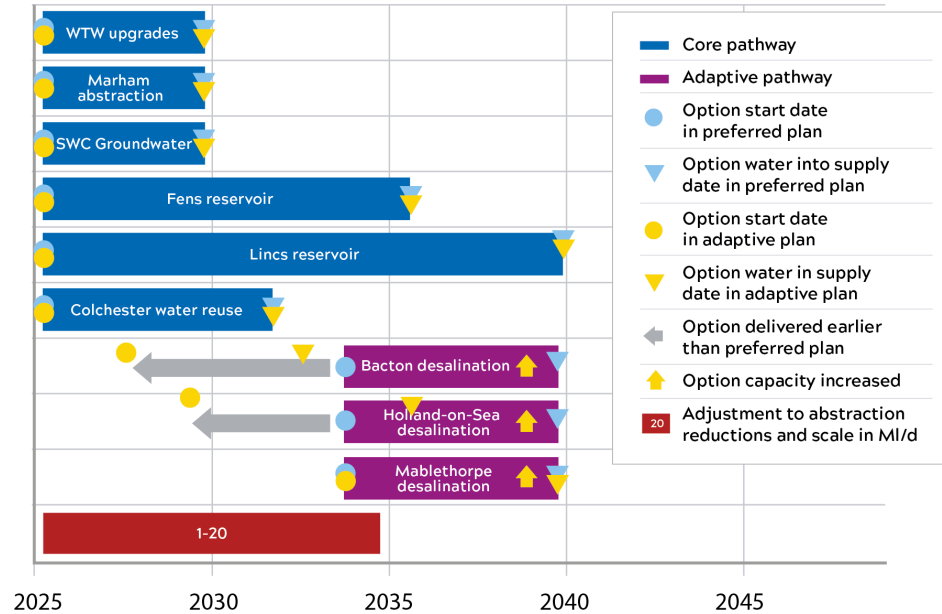 WTW upgrades
Marham
abstraction
SWC Groundwater
Fens reservoir
Lincs reservoir
Colchester water reuse
Bacton desalination
Holland-on-Sea
desalination
Mablethorpe
desalination
1-20
2025
2030
2035
2040
2045
Core pathway
Adaptive pathway
Option start date
in preferred plan
Option water into supply
date in preferred plan
Option start date
in adaptive plan
Option water in supply
date in adaptive plan
Option delivered earlier
than preferred plan
Option capacity increased
20
Adjustment to abstraction
reductions and scale in Ml/d